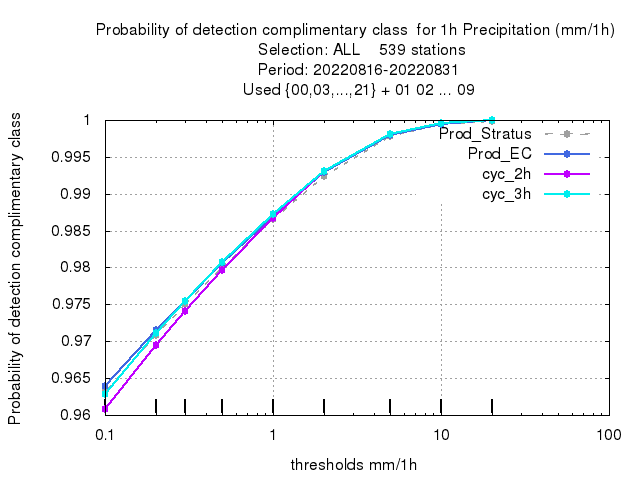 Probability of detection complimentary class  for 1h Precipitation (mm/1h)
Selection: ALL    539 stations
Period: 20220816-20220831
Used {00,03,...,21} + 01 02 ... 09
Probability of detection complimentary class
1
0.995
0.99
0.985
0.98
0.975
0.97
0.965
0.96
Prod_Stratus
Prod_EC
cyc_2h
cyc_3h
0.1 1 10 100
thresholds mm/1h